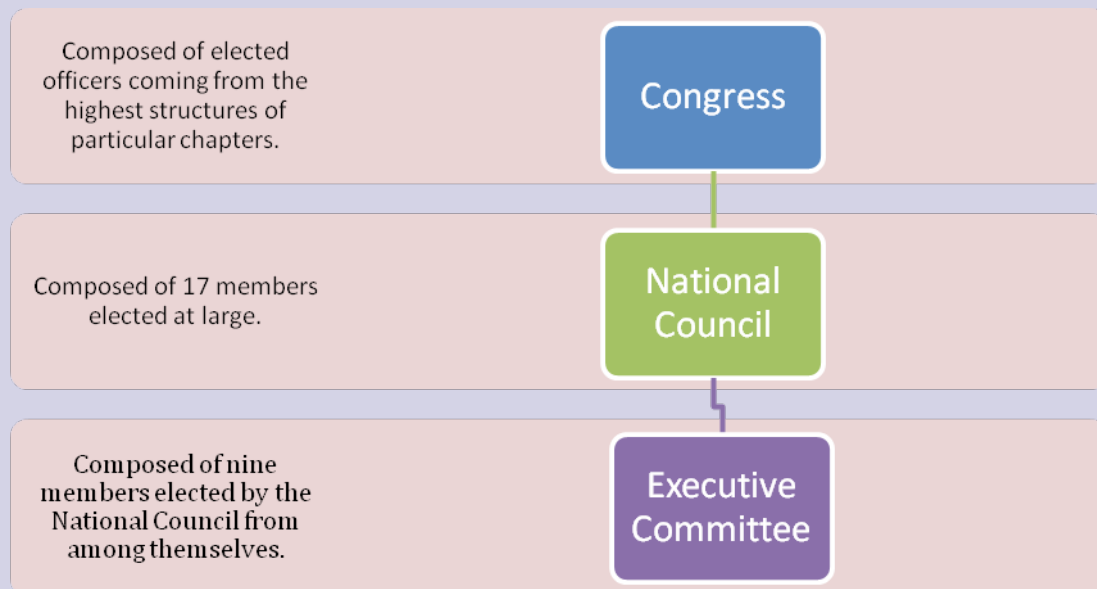 Composed of elected
officers coming from the
highest structures of
particular chapters.
Congress
Composed of 17 members
elected at large.
National
Council
Composed of nine
members elected by the
National Council from
among themselves.
Executive
Committee